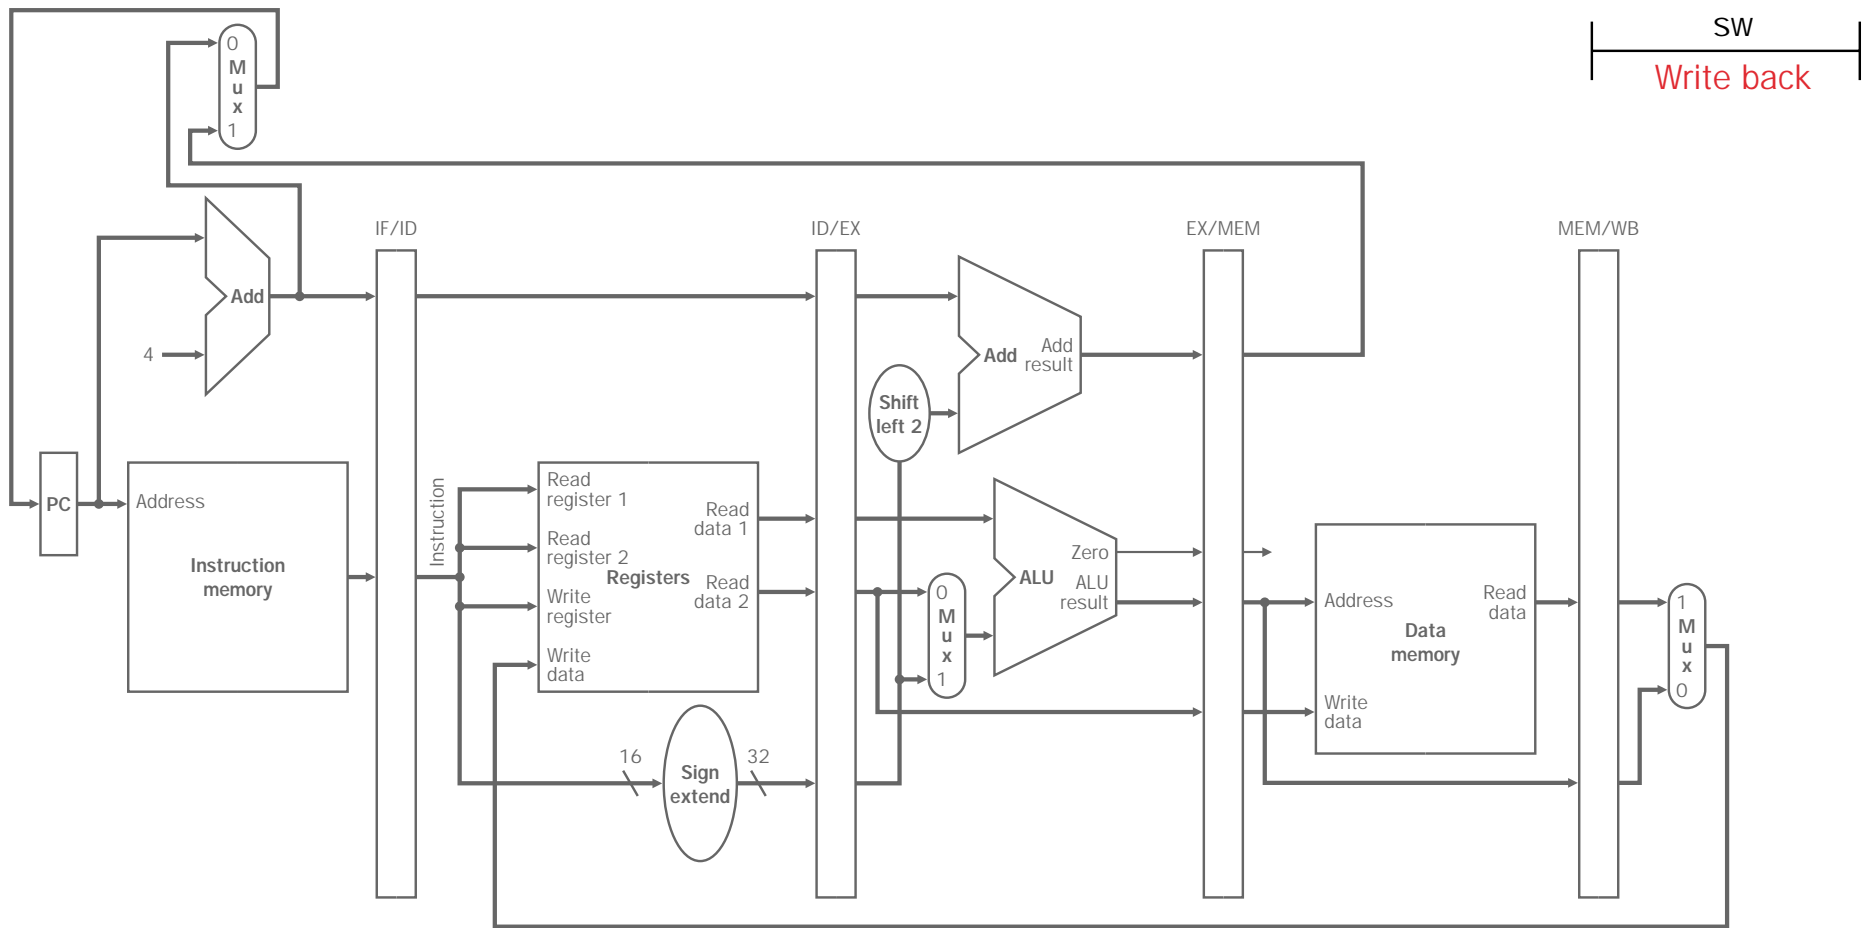 SW
Write back
0
M
u
x
1
IF/ID
ID/EX
EX/MEM
MEM/WB
Add
4
Add
Add
result
Shift
left 2
PC
Address
Instruction
memory
Instruction
Read
register 1
Read
register 2
Write
register
Write
data
Registers
Read
data 1
Read
data 2
0
M
u
x
1
ALU
Zero
ALU
result
Address
Write
data
Data
memory
Read
data
1
M
u
x
0
16
Sign
extend
32